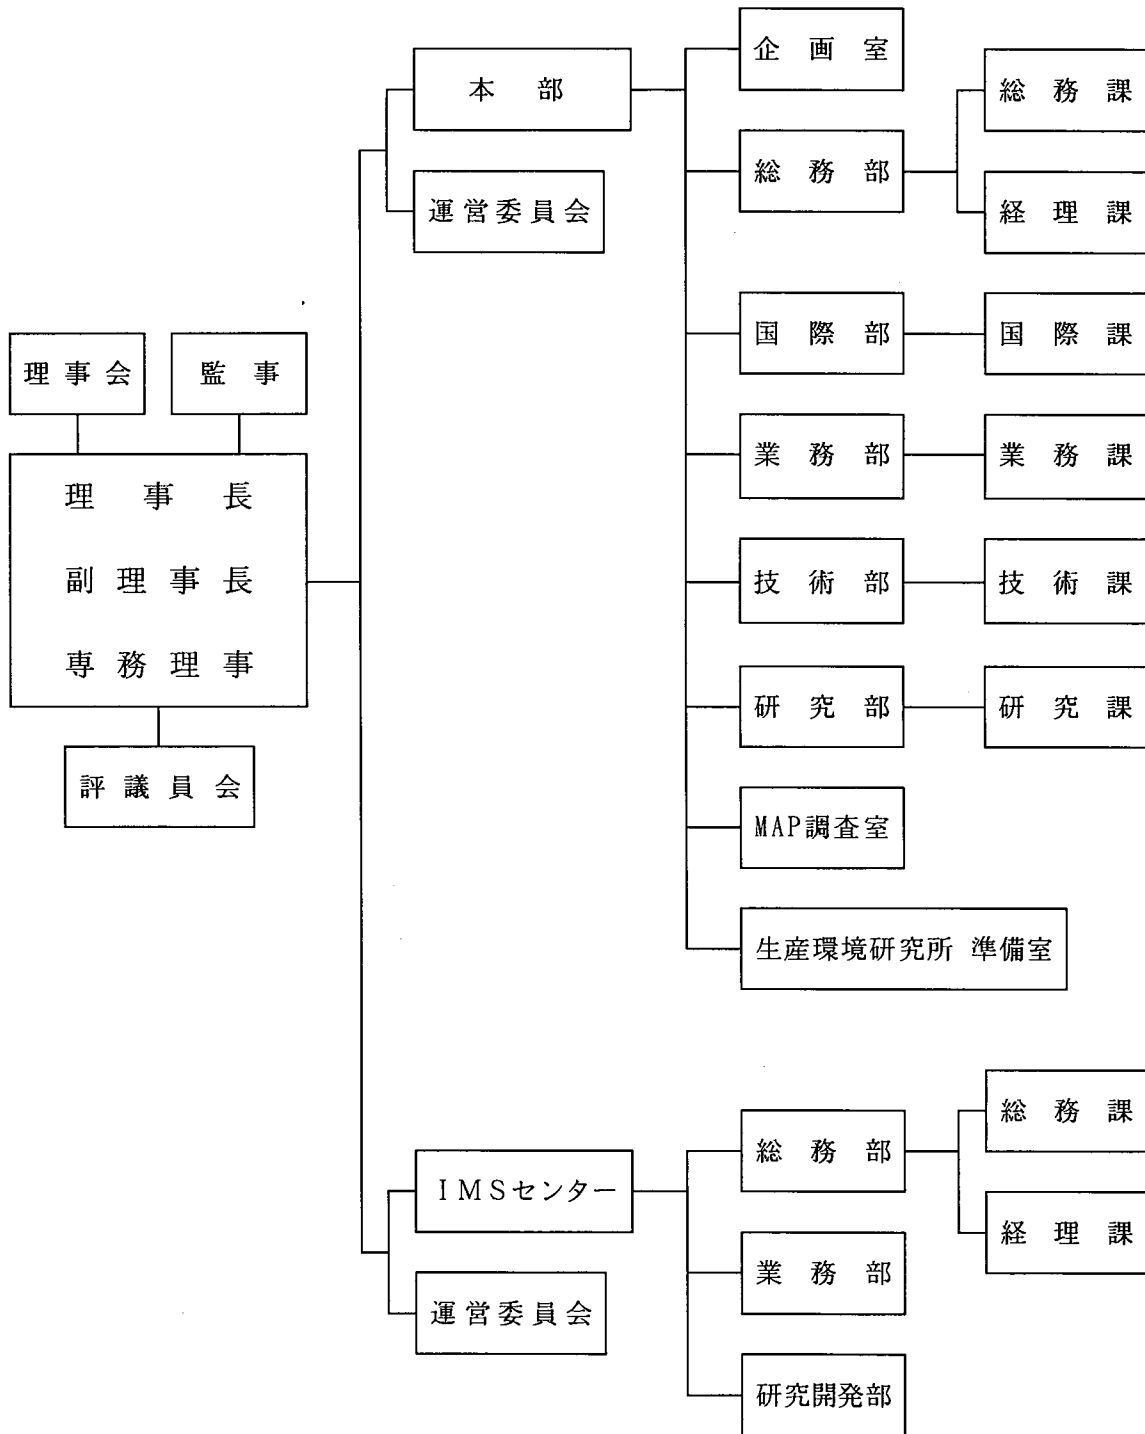 理事会
監事
理事長
副理事長
専務理事
評議員会
本部
運営委員会
企画室
総務部
総務課
経理課
国際部
国際課
業務部
業務課
技術部
技術課
研究部
研究課
MAP調査室
生産環境研究所 準備室
IMSセンター
運営委員会
総務部
総務課
経理課
業務部
研究開発部